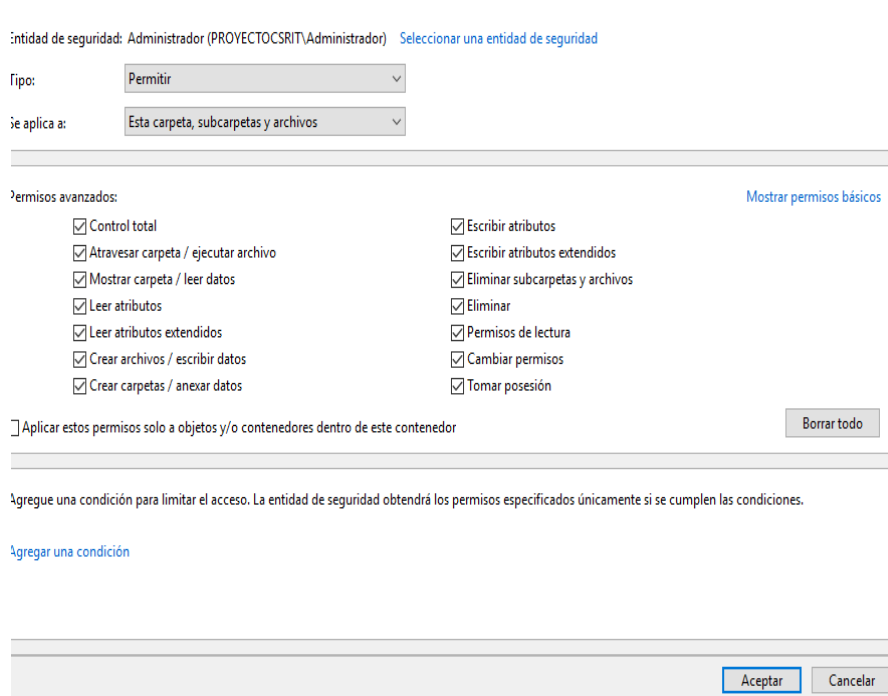 Entidad de seguridad: Administrador (PROYECTOCSRIT\Administrador) Seleccionar una entidad de seguridad
Tipo: Permitir
Se aplica a: Esta carpeta, subcarpetas y archivos
Permisos avanzados: Mostrar permisos básicos
Control total Escribir atributos
Atravesar carpeta / ejecutar archivo Escribir atributos extendidos
Mostrar carpeta / leer datos Eliminar subcarpetas y archivos
Leer atributos Eliminar
Leer atributos extendidos Permisos de lectura
Crear archivos / escribir datos Cambiar permisos
Crear carpetas / anexar datos Tomar posesión
Aplicar estos permisos solo a objetos y/o contenedores dentro de este contenedor Borrar todo
Agregue una condición para limitar el acceso. La entidad de seguridad obtendrá los permisos especificados únicamente si se cumplen las condiciones.
Agregar una condición
Aceptar Cancelar